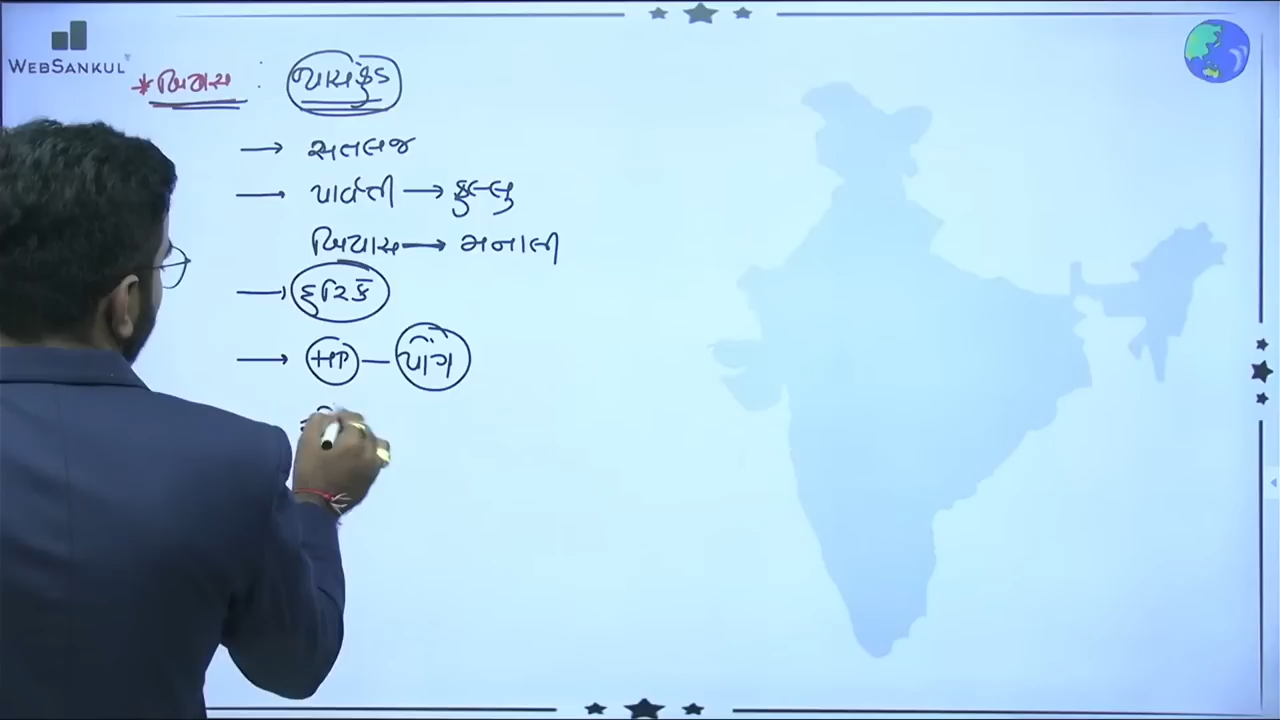 WEBSANKUL
* બિયાસ : વ્યાસકુંડ
→ સતલજ
→ પાર્વતી → કુલ્લુ
બિયાસ → મનાલી
→ હરિકે
→ HP – પોંગ